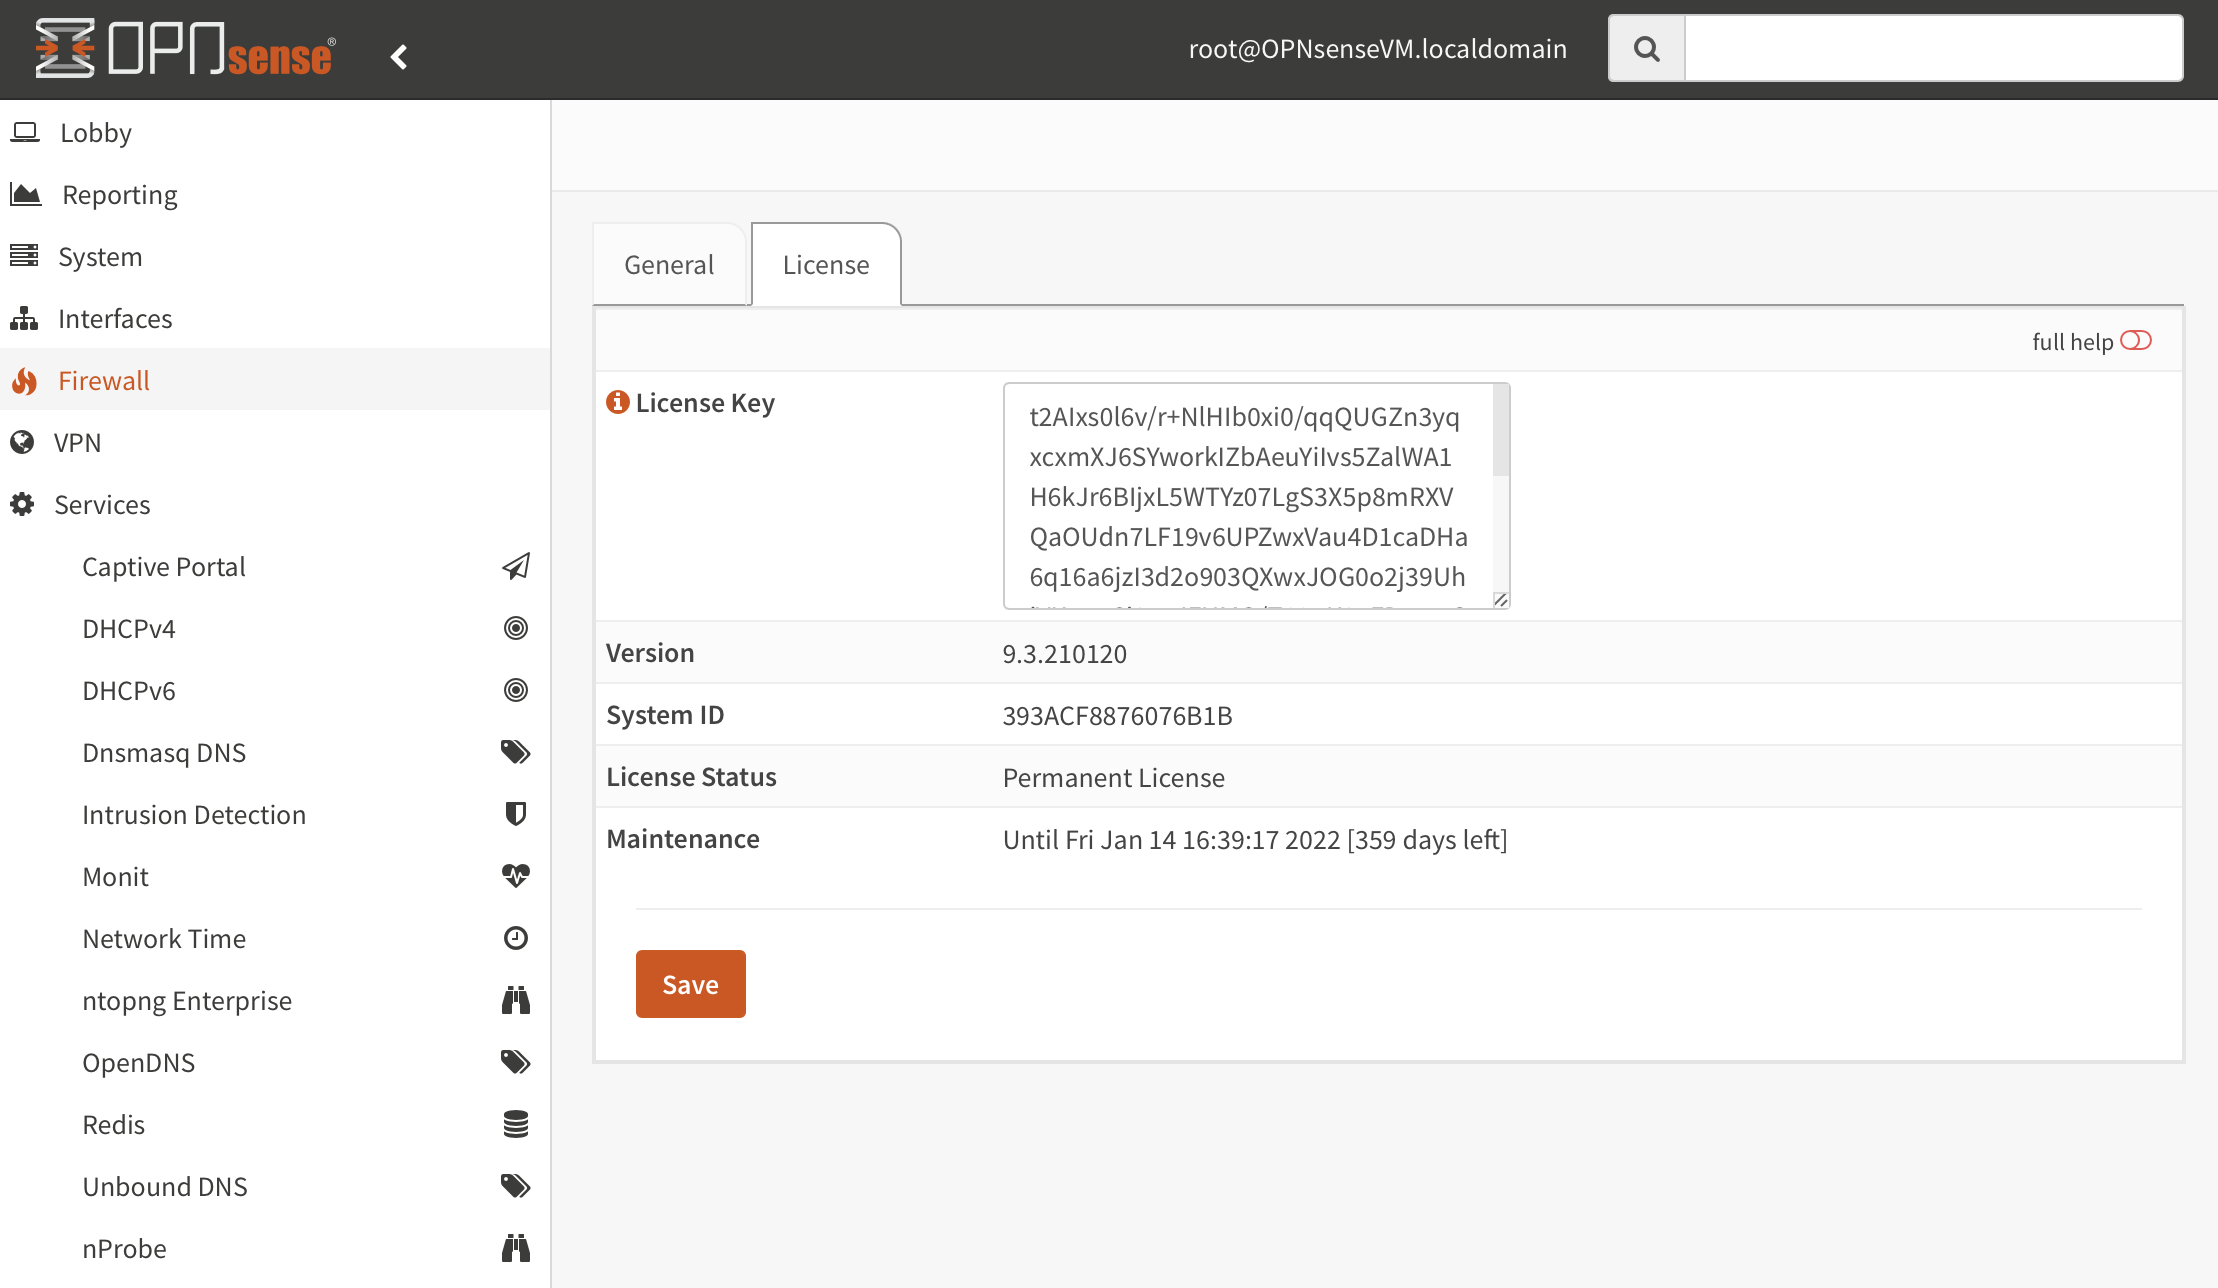 OPNsense®
root@OPNsenseVM.localdomain
Lobby
Reporting
System
Interfaces
Firewall
VPN
Services
Captive Portal
DHCPv4
DHCPv6
Dnsmasq DNS
Intrusion Detection
Monit
Network Time
ntopng Enterprise
OpenDNS
Redis
Unbound DNS
nProbe
General
License
full help
License Key
t2AIxs0l6v/r+NlHIb0xi0/qqQUGZn3yq
xcxmXJ6SYworkIZbAeuYiIvs5ZalWA1
H6kJr6BIjxL5WTYz07LgS3X5p8mRXV
QaOUdn7LF19v6UPZwxVau4D1caDHa
6q16a6jzI3d2o903QXwxJOG0o2j39Uh
Version
9.3.210120
System ID
393ACF8876076B1B
License Status
Permanent License
Maintenance
Until Fri Jan 14 16:39:17 2022 [359 days left]
Save